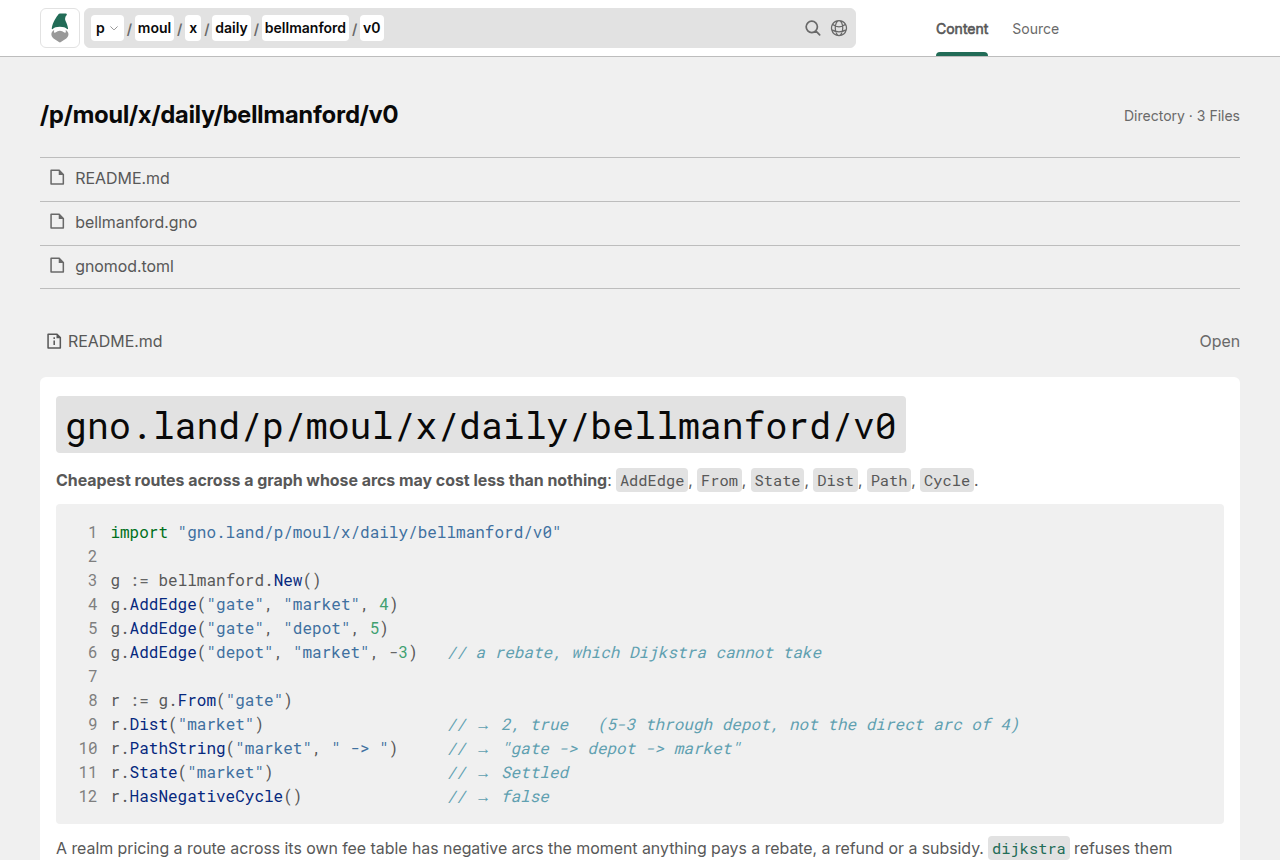 p / moul / x / daily / bellmanford / v0
Content
Source
/p/moul/x/daily/bellmanford/v0
Directory · 3 Files
README.md
bellmanford.gno
gnomod.toml
README.md
Open
gno.land/p/moul/x/daily/bellmanford/v0
Cheapest routes across a graph whose arcs may cost less than nothing: AddEdge, From, State, Dist, Path, Cycle.
1 import "gno.land/p/moul/x/daily/bellmanford/v0"
2
3 g := bellmanford.New()
4 g.AddEdge("gate", "market", 4)
5 g.AddEdge("gate", "depot", 5)
6 g.AddEdge("depot", "market", -3)   // a rebate, which Dijkstra cannot take
7
8 r := g.From("gate")
9 r.Dist("market")                   // → 2, true   (5-3 through depot, not the direct arc of 4)
10 r.PathString("market", " -> ")     // → "gate -> depot -> market"
11 r.State("market")                  // → Settled
12 r.HasNegativeCycle()               // → false
A realm pricing a route across its own fee table has negative arcs the moment anything pays a rebate, a refund or a subsidy. dijkstra refuses them